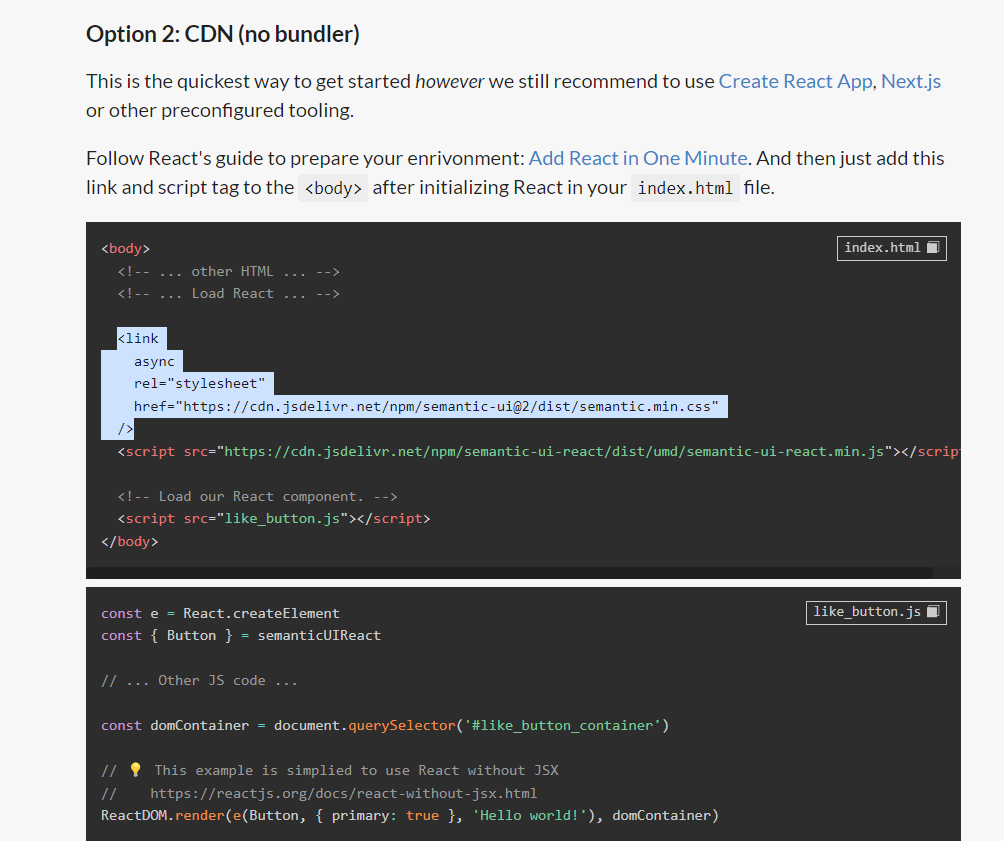 Option 2: CDN (no bundler)
This is the quickest way to get started however we still recommend to use Create React App, Next.js
or other preconfigured tooling.
Follow React's guide to prepare your enrivonment: Add React in One Minute. And then just add this
link and script tag to the <body> after initializing React in your index.html file.
index.html
<body>
<!-- ... other HTML ... -->
<!-- ... Load React ... -->
<link
async
rel="stylesheet"
href="https://cdn.jsdelivr.net/npm/semantic-ui@2/dist/semantic.min.css"
/>
<script src="https://cdn.jsdelivr.net/npm/semantic-ui-react/dist/umd/semantic-ui-react.min.js"></scrip
<!-- Load our React component. -->
<script src="like_button.js"></script>
</body>
like_button.js
const e = React.createElement
const { Button } = semanticUIReact
// ... Other JS code ...
const domContainer = document.querySelector('#like_button_container')
// 💡 This example is simplied to use React without JSX
// https://reactjs.org/docs/react-without-jsx.html
ReactDOM.render(e(Button, { primary: true }, 'Hello world!'), domContainer)